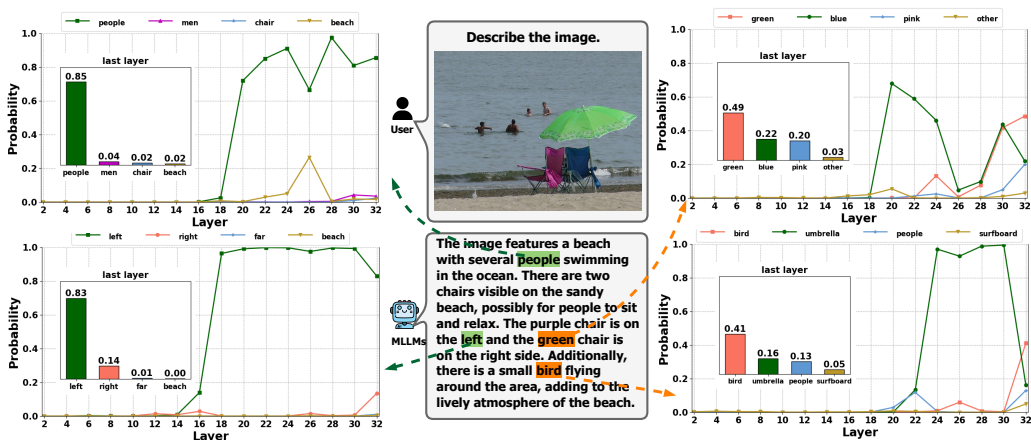 people men chair beach
Probability
1.0
0.8
0.6
0.4
0.2
0.0
last layer
0.85
0.04
0.02
0.02
people men chair beach
2 4 6 8 10 12 14 16 18 20 22 24 26 28 30 32
Layer
left right far beach
Probability
1.0
0.8
0.6
0.4
0.2
0.0
last layer
0.83
0.14
0.01
0.00
left right far beach
2 4 6 8 10 12 14 16 18 20 22 24 26 28 30 32
Layer
Describe the image.
User
MLLMs
The image features a beach
with several people swimming
in the ocean. There are two
chairs visible on the sandy
beach, possibly for people to sit
and relax. The purple chair is on
the left and the green chair is
on the right side. Additionally,
there is a small bird flying
around the area, adding to the
lively atmosphere of the beach.
green blue pink other
Probability
1.0
0.8
0.6
0.4
0.2
0.0
last layer
0.49
0.22
0.20
0.03
green blue pink other
2 4 6 8 10 12 14 16 18 20 22 24 26 28 30 32
Layer
bird umbrella people surfboard
Probability
1.0
0.8
0.6
0.4
0.2
0.0
last layer
0.41
0.16
0.13
0.05
bird umbrella people surfboard
2 4 6 8 10 12 14 16 18 20 22 24 26 28 30 32
Layer